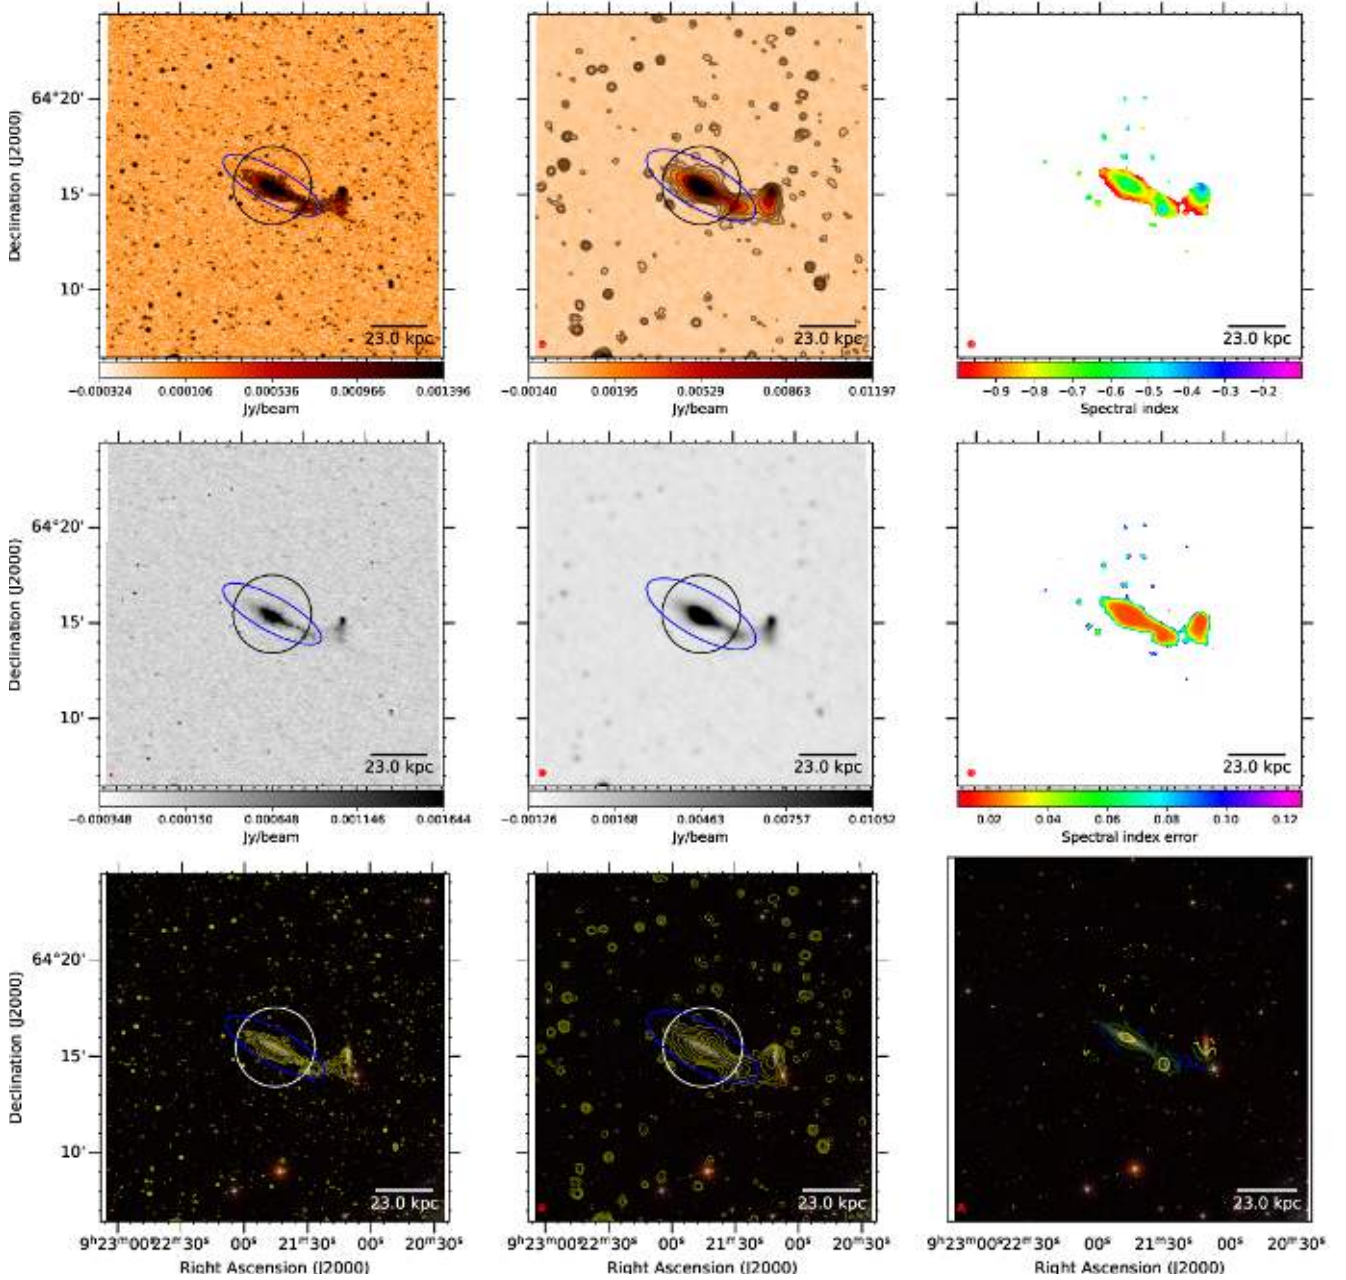 64°20'
15'
10'
Declination (J2000)
23.0 kpc
23.0 kpc
23.0 kpc
−0.000324 0.000106 0.000536 0.000966 0.001396
Jy/beam
−0.00140 0.00195 0.00529 0.00863 0.01197
Jy/beam
−0.9 −0.8 −0.7 −0.6 −0.5 −0.4 −0.3 −0.2
Spectral index
64°20'
15'
10'
Declination (J2000)
23.0 kpc
23.0 kpc
23.0 kpc
−0.000348 0.000150 0.000648 0.001146 0.001644
Jy/beam
−0.00126 0.00168 0.00463 0.00757 0.01052
Jy/beam
0.02 0.04 0.06 0.08 0.10 0.12
Spectral index error
64°20'
15'
10'
Declination (J2000)
23.0 kpc
23.0 kpc
23.0 kpc
9ʰ23ᵐ00ˢ22ᵐ30ˢ 00ˢ 21ᵐ30ˢ 00ˢ 20ᵐ30ˢ
Right Ascension (J2000)
9ʰ23ᵐ00ˢ22ᵐ30ˢ 00ˢ 21ᵐ30ˢ 00ˢ 20ᵐ30ˢ
Right Ascension (J2000)
9ʰ23ᵐ00ˢ22ᵐ30ˢ 00ˢ 21ᵐ30ˢ 00ˢ 20ᵐ30ˢ
Right Ascension (J2000)